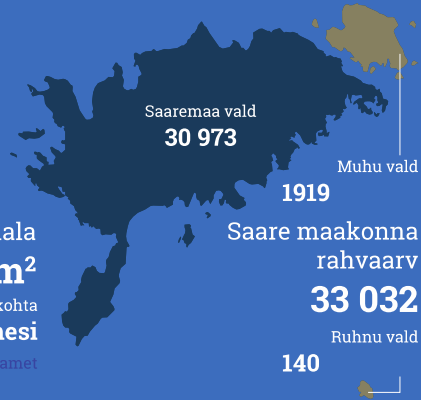 Saaremaa vald
30 973
Muhu vald
1919
Saare maakonna
rahvaarv
33 032
Ruhnu vald
140
ala
m²
kohta
nesi
amet